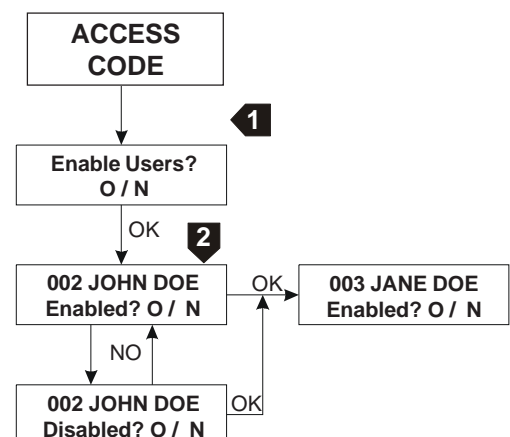 ACCESS
CODE
1
Enable Users?
O / N
OK
2
002 JOHN DOE
Enabled? O / N
OK
003 JANE DOE
Enabled? O / N
NO
002 JOHN DOE
Disabled? O / N
OK